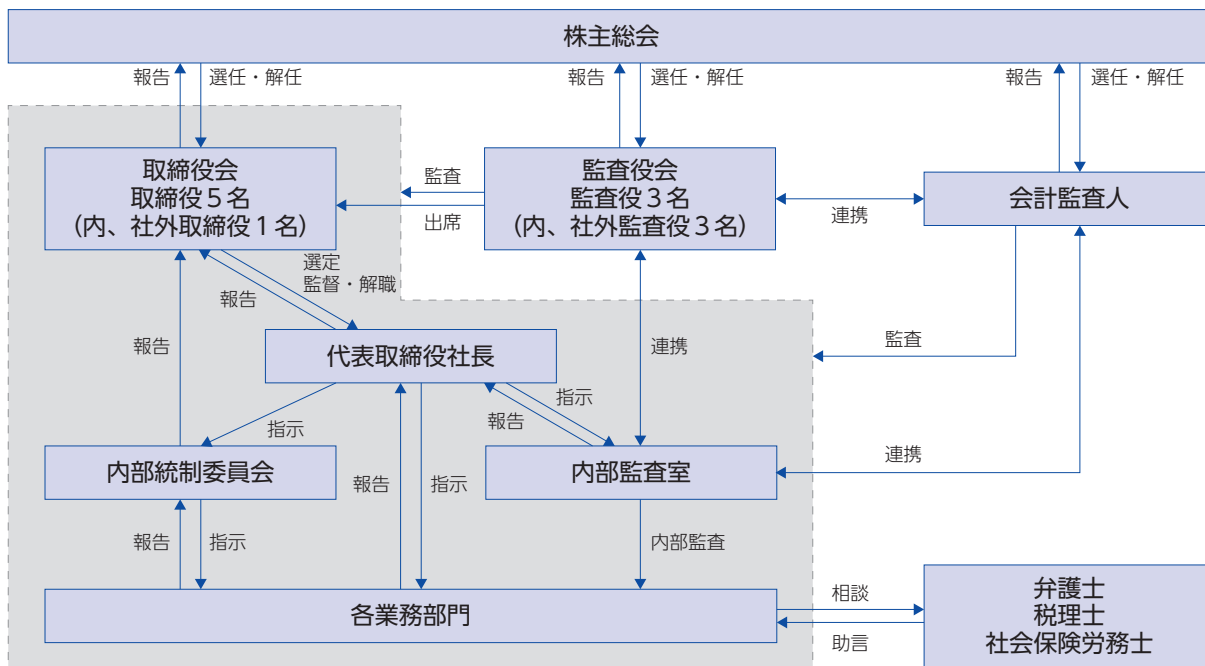 株主総会
報告
選任・解任
報告
選任・解任
報告
選任・解任
取締役会
取締役５名
（内、社外取締役１名）
監査
出席
監査役会
監査役３名
（内、社外監査役３名）
連携
会計監査人
選定
監督・解職
報告
報告
代表取締役社長
連携
監査
指示
報告
指示
内部統制委員会
報告
指示
内部監査室
連携
報告
指示
内部監査
各業務部門
相談
助言
弁護士
税理士
社会保険労務士